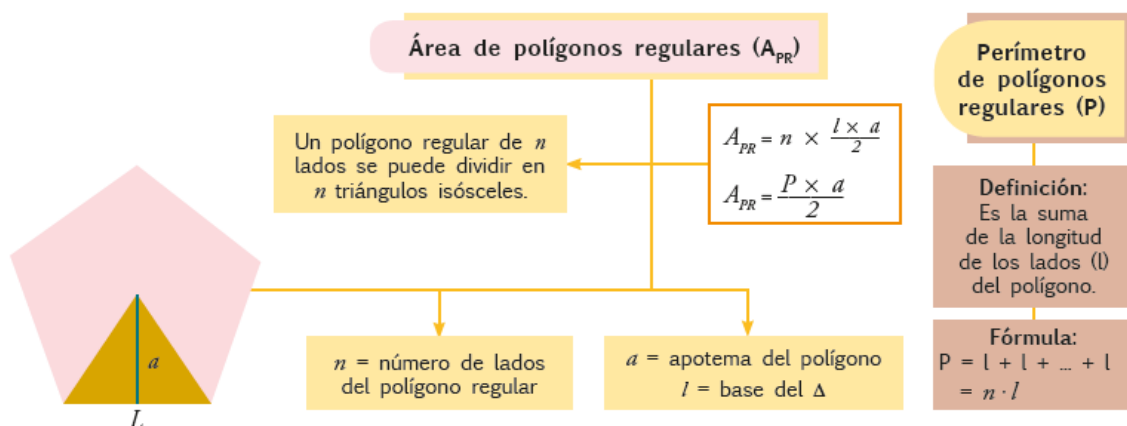 Área de polígonos regulares (A_PR)
Un polígono regular de n
lados se puede dividir en
n triángulos isósceles.
A_PR = n × (l × a)/2
A_PR = (P × a)/2
a
L
n = número de lados
del polígono regular
a = apotema del polígono
l = base del Δ
Perímetro
de polígonos
regulares (P)
Definición:
Es la suma
de la longitud
de los lados (l)
del polígono.
Fórmula:
P = l + l + ... + l
= n · l